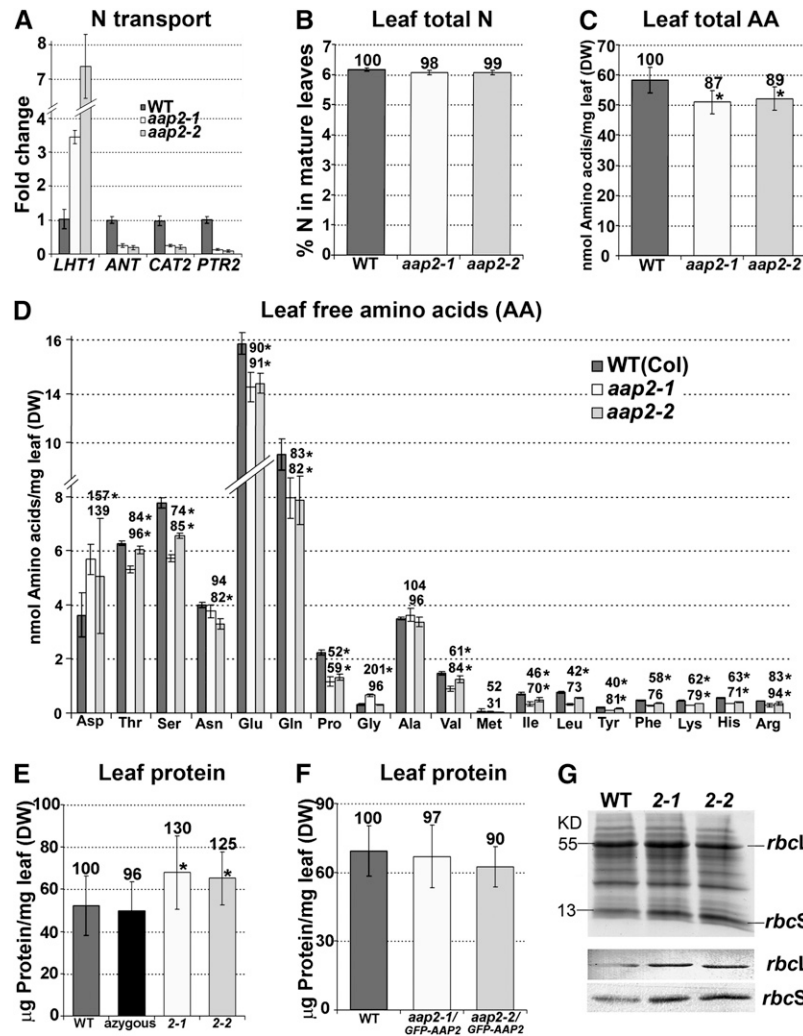 A
N transport
Fold change
8
7
4
3
2
1
0
WT
aap2-1
aap2-2
LHT1 ANT CAT2 PTR2
B
Leaf total N
% N in mature leaves
7
6
5
4
3
2
1
0
100 98 99
WT aap2-1 aap2-2
C
Leaf total AA
nmol Amino acdis/mg leaf (DW)
70
60
50
40
30
20
10
0
100 87 * 89 *
WT aap2-1 aap2-2
D
Leaf free amino acids (AA)
nmol Amino acids/mg leaf (DW)
16
14
10
8
6
4
2
0
WT(Col)
aap2-1
aap2-2
157*
139
84*
96*
74*
85*
94
82*
90*
91*
83*
82*
52*
59*
201*
96
104
96
61*
84*
52
31
46*
70*
42*
73
40*
81*
58*
76
62*
79*
63*
71*
83*
94*
Asp Thr Ser Asn Glu Gln Pro Gly Ala Val Met Ile Leu Tyr Phe Lys His Arg
E
Leaf protein
µg Protein/mg leaf (DW)
100
80
60
40
20
0
100 96 130 * 125 *
WT azygous 2-1 2-2
F
Leaf protein
µg Protein/mg leaf (DW)
90
60
30
0
100 97 90
WT aap2-1/ aap2-2/
GFP-AAP2 GFP-AAP2
G
WT 2-1 2-2
KD
55
13
rbcL
rbcS
rbcL
rbcS